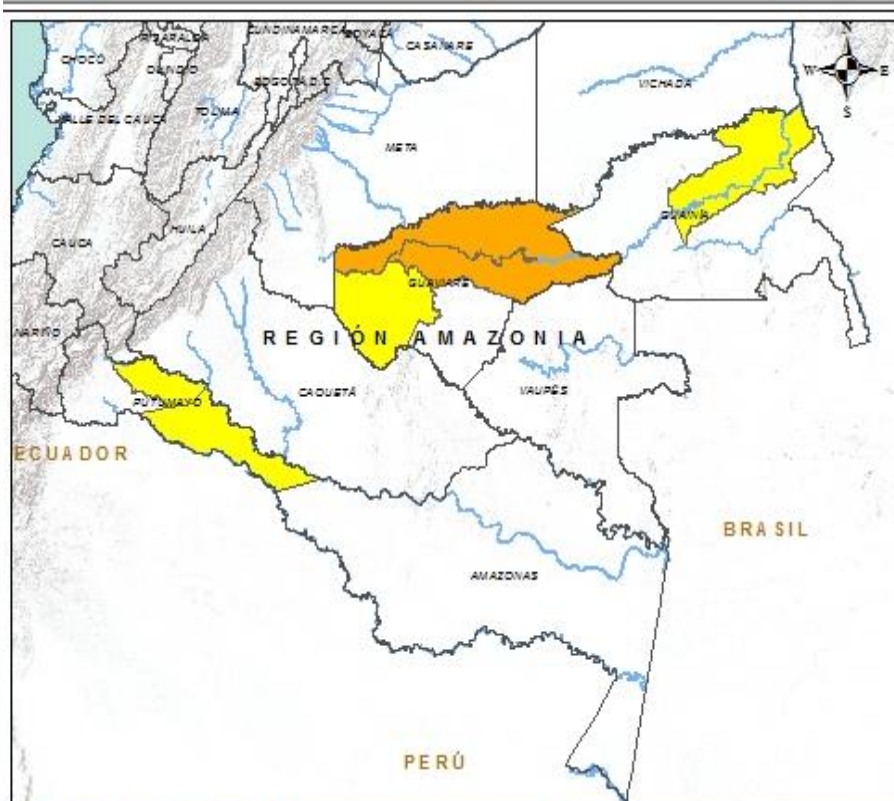 CUNDINAMARCA
BOYACÁ
RISARALDA
CASANARE
CHOCÓ
QUINDIO
BOGOTÁ D.C
TOLIMA
VICHADA
VALLE DEL CAUCA
META
N
W
E
S
HUILA
CAUCA
GUAINÍA
GUAVIARE
NARIÑO
REGIÓN AMAZONIA
CAQUETÁ
VAUPÉS
PUTUMAYO
ECUADOR
BRASIL
AMAZONAS
PERÚ